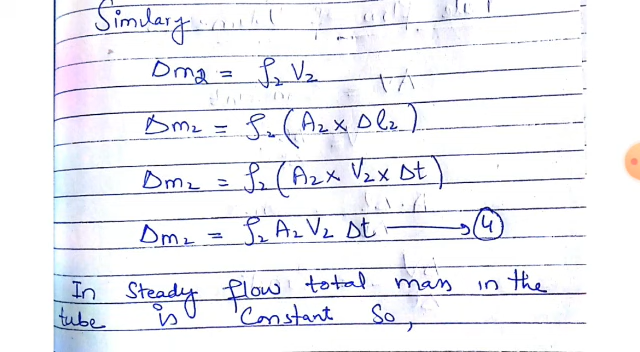 Similary
Δm2 = ρ2 V2
Δm2 = ρ2 (A2 x Δl2)
Δm2 = ρ2 (A2 x V2 x Δt)
Δm2 = ρ2 A2 V2 Δt → (4)
In Steady flow total mass in the
tube is Constant So,